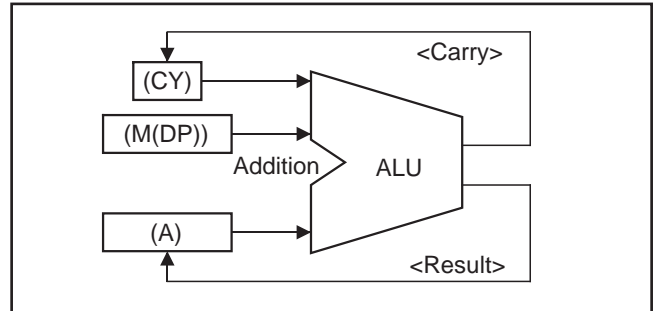 <Carry>
(CY)
(M(DP))
Addition
ALU
(A)
<Result>